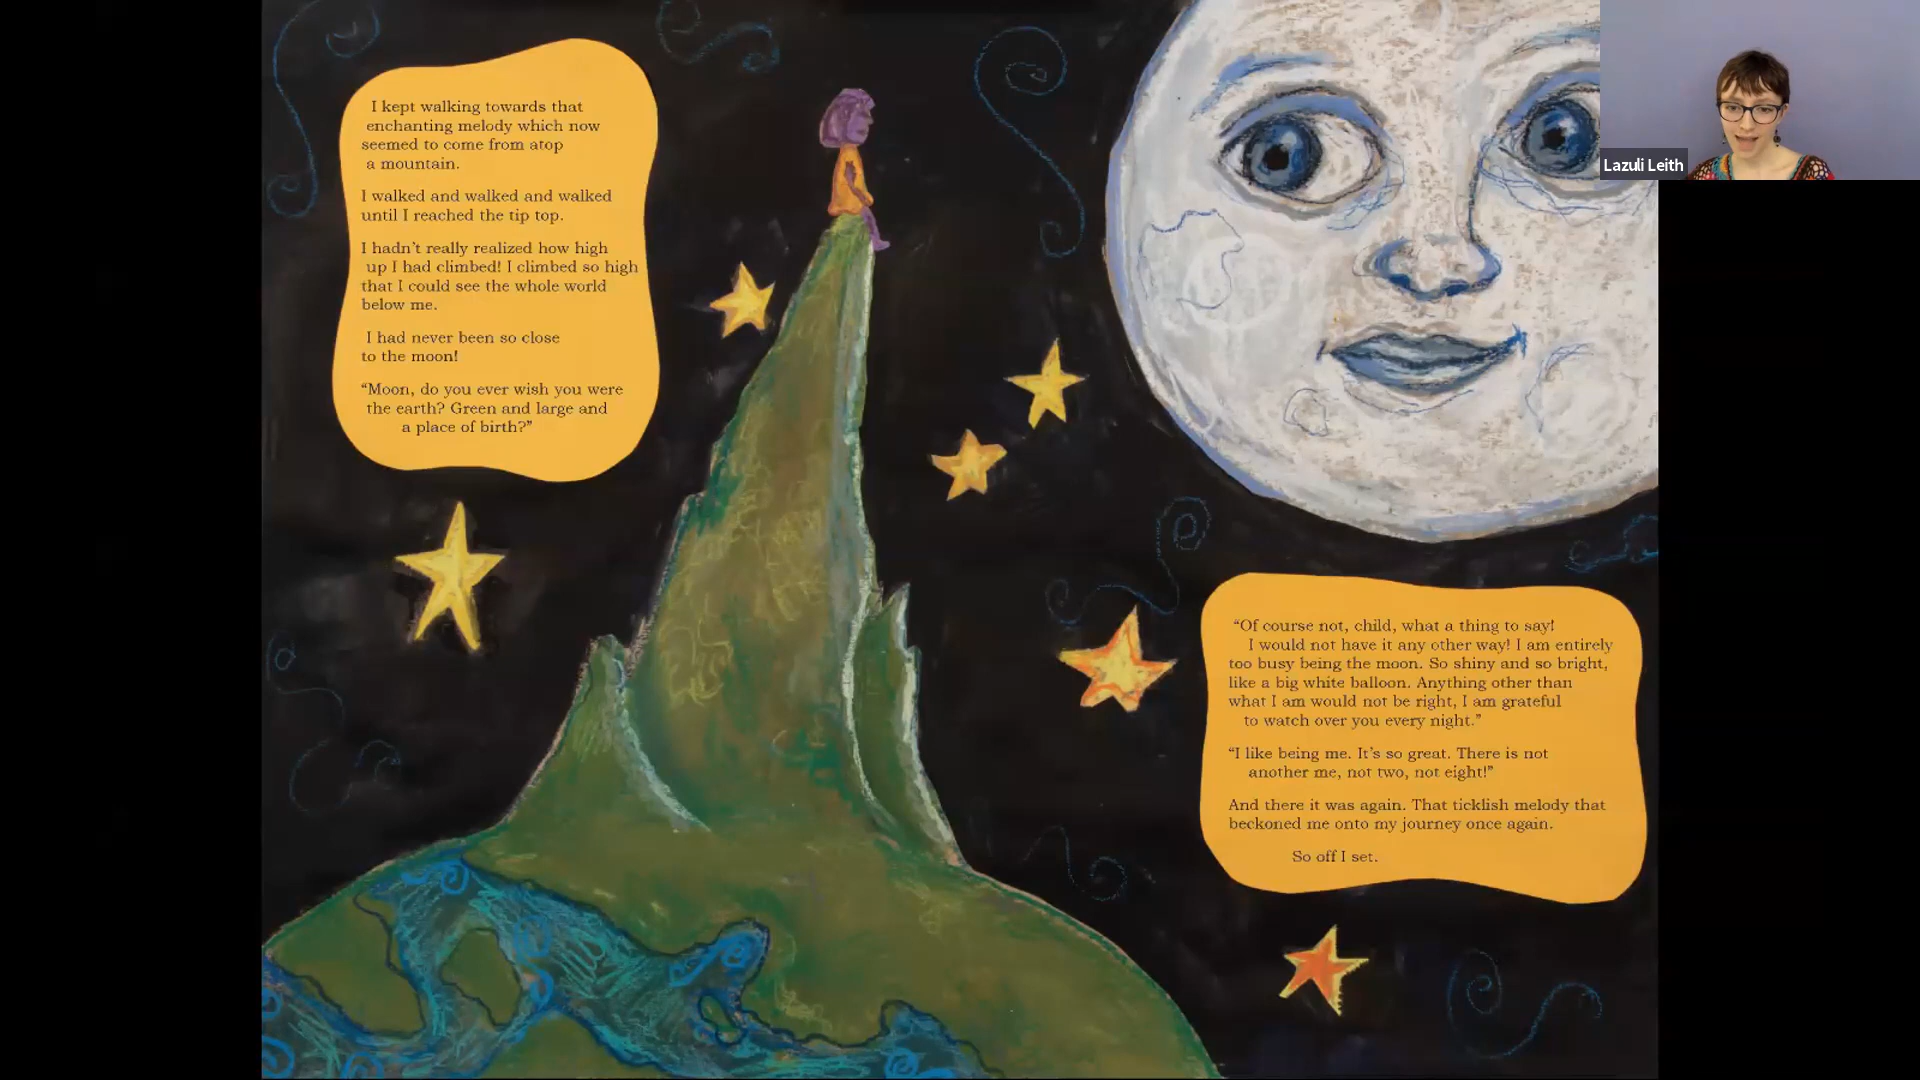 I kept walking towards that
enchanting melody which now
seemed to come from atop
a mountain.
I walked and walked and walked
until I reached the tip top.
I hadn't really realized how high
up I had climbed! I climbed so high
that I could see the whole world
below me.
I had never been so close
to the moon!
“Moon, do you ever wish you were
the earth? Green and large and
a place of birth?”
Lazuli Leith
“Of course not, child, what a thing to say!
I would not have it any other way! I am entirely
too busy being the moon. So shiny and so bright,
like a big white balloon. Anything other than
what I am would not be right, I am grateful
to watch over you every night.”
“I like being me. It's so great. There is not
another me, not two, not eight!”
And there it was again. That ticklish melody that
beckoned me onto my journey once again.
So off I set.